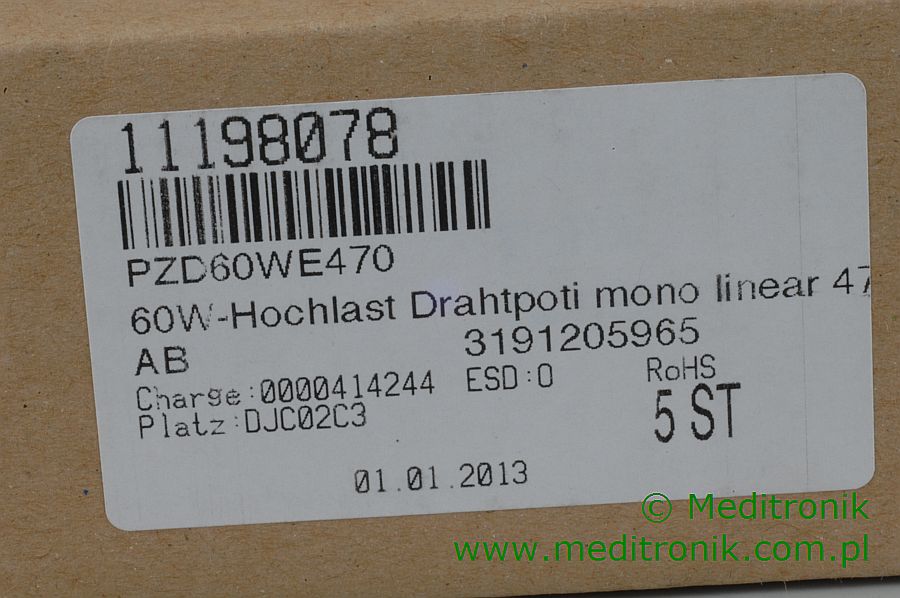 11198078
PZD60WE470
60W-Hochlast Drahtpoti mono linear 47
AB 3191205965
Charge:0000414244 ESD:0 RoHS
Platz:DJC02C3 5 ST
01.01.2013
© Meditronik
www.meditronik.com.pl